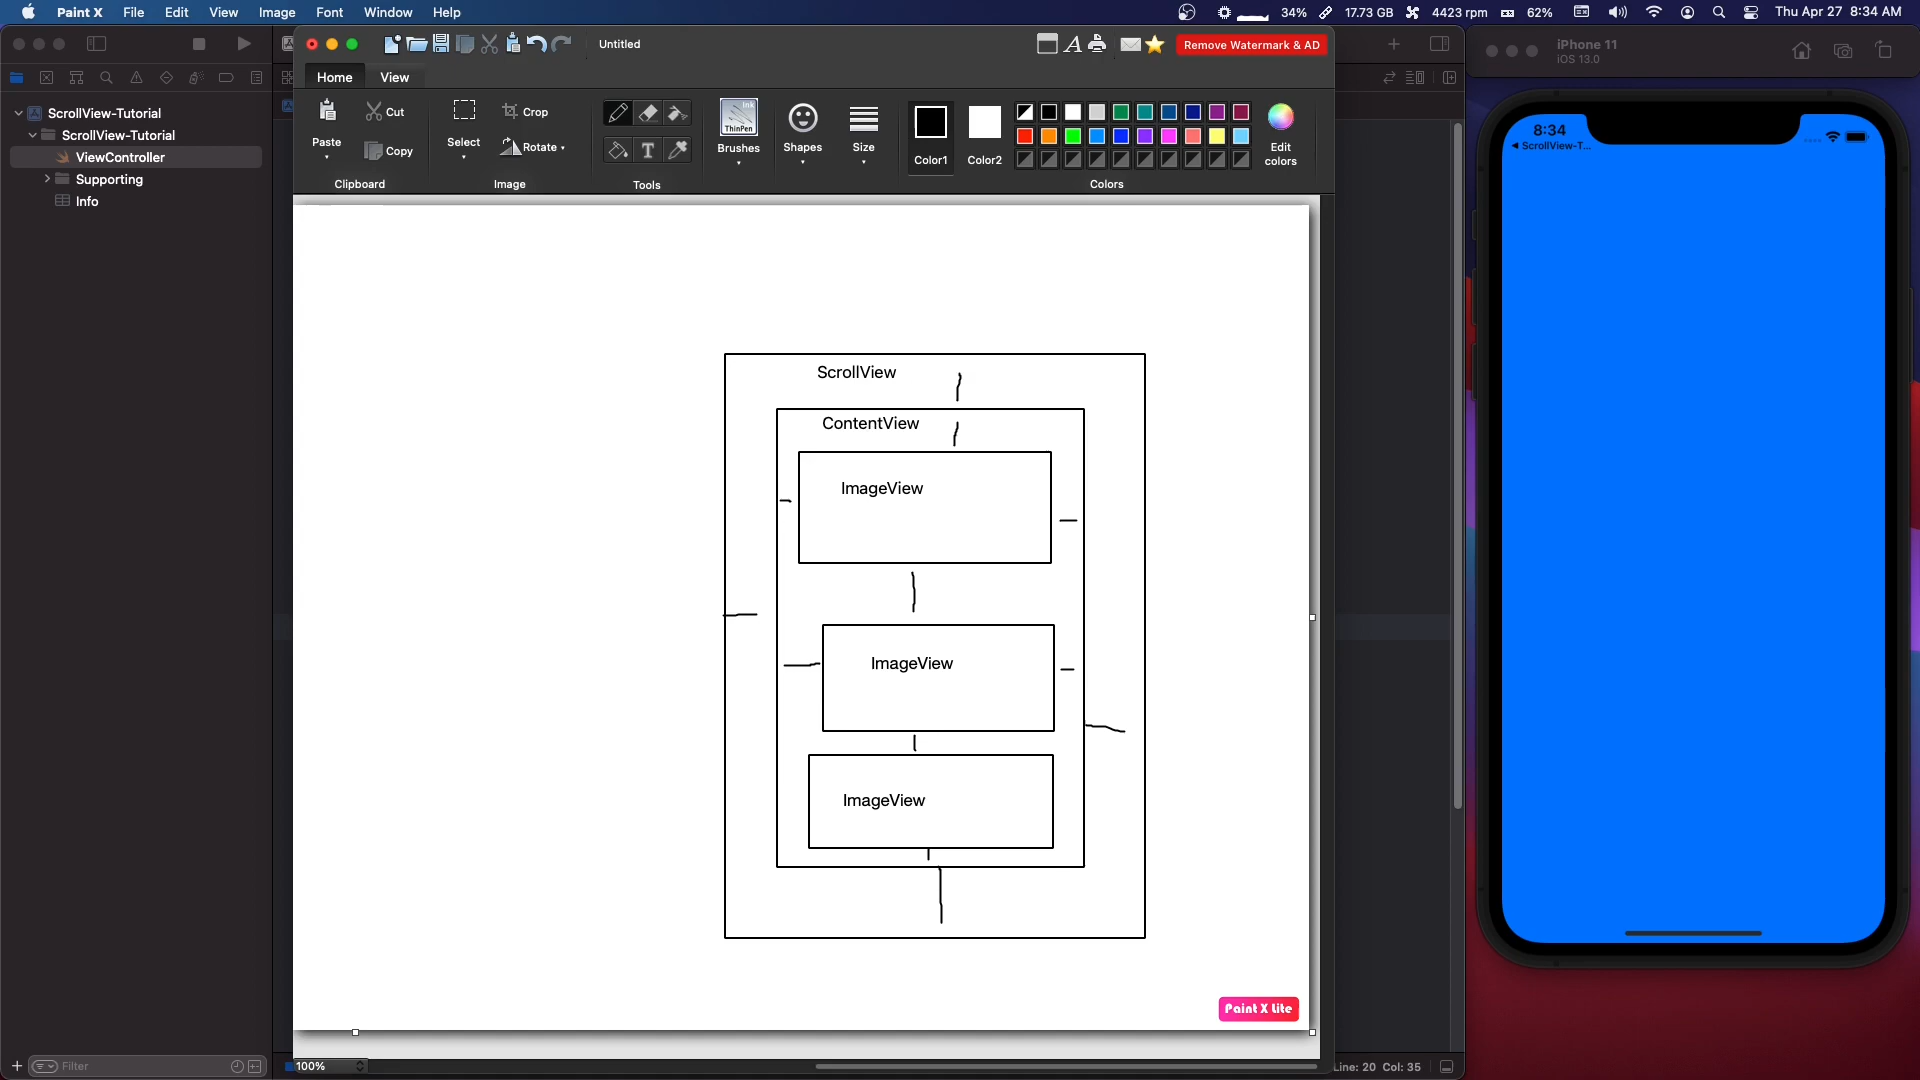 Paint X File Edit View Image Font Window Help
34% 17.73 GB 4423 rpm 62% Thu Apr 27 8:34 AM
Untitled
Remove Watermark & AD
iPhone 11
iOS 13.0
Home View
ScrollView-Tutorial
ScrollView-Tutorial
ViewController
Supporting
Info
Paste
Cut
Copy
Clipboard
Select
Crop
Rotate
Image
T
Tools
Ink
ThinPen
Brushes
Shapes
Size
Color1
Color2
Edit
colors
Colors
8:34
ScrollView-T...
ScrollView
ContentView
ImageView
ImageView
ImageView
Paint X Lite
Filter
100%
Line: 20 Col: 35